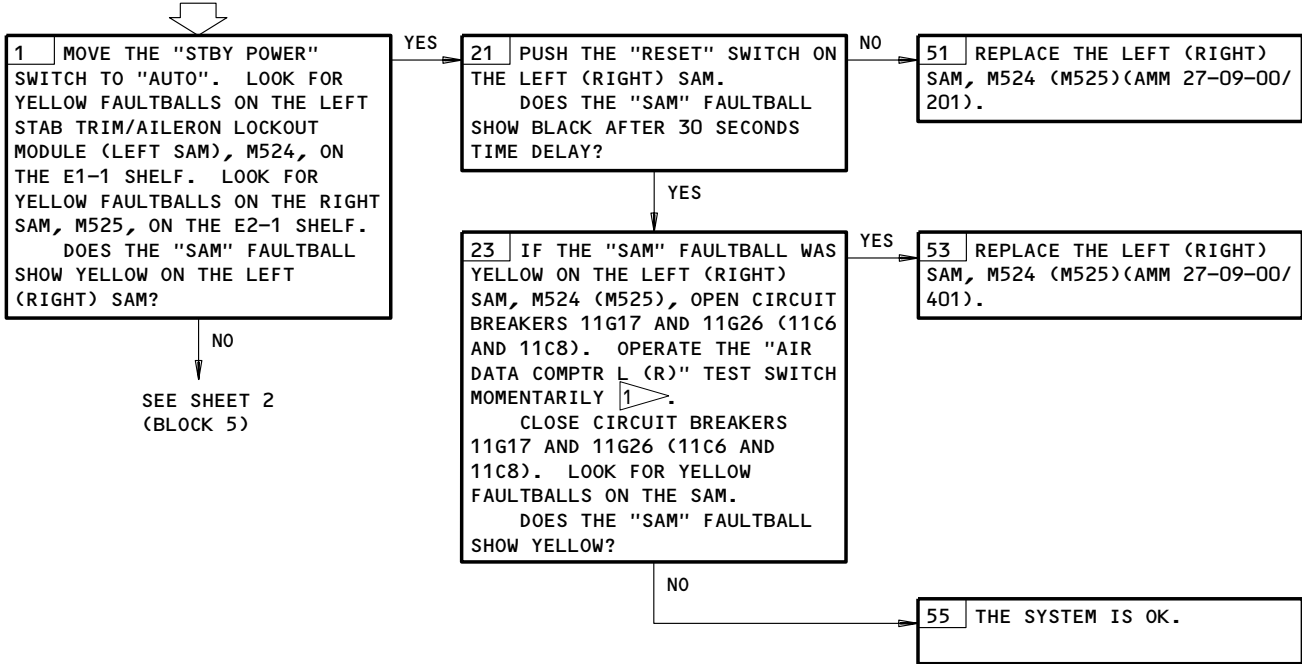 1 MOVE THE "STBY POWER"
SWITCH TO "AUTO". LOOK FOR
YELLOW FAULTBALLS ON THE LEFT
STAB TRIM/AILERON LOCKOUT
MODULE (LEFT SAM), M524, ON
THE E1-1 SHELF. LOOK FOR
YELLOW FAULTBALLS ON THE RIGHT
SAM, M525, ON THE E2-1 SHELF.
DOES THE "SAM" FAULTBALL
SHOW YELLOW ON THE LEFT
(RIGHT) SAM?
YES
NO
SEE SHEET 2
(BLOCK 5)
21 PUSH THE "RESET" SWITCH ON
THE LEFT (RIGHT) SAM.
DOES THE "SAM" FAULTBALL
SHOW BLACK AFTER 30 SECONDS
TIME DELAY?
NO
YES
51 REPLACE THE LEFT (RIGHT)
SAM, M524 (M525)(AMM 27-09-00/
201).
23 IF THE "SAM" FAULTBALL WAS
YELLOW ON THE LEFT (RIGHT)
SAM, M524 (M525), OPEN CIRCUIT
BREAKERS 11G17 AND 11G26 (11C6
AND 11C8). OPERATE THE "AIR
DATA COMPTR L (R)" TEST SWITCH
MOMENTARILY 1.
CLOSE CIRCUIT BREAKERS
11G17 AND 11G26 (11C6 AND
11C8). LOOK FOR YELLOW
FAULTBALLS ON THE SAM.
DOES THE "SAM" FAULTBALL
SHOW YELLOW?
YES
NO
53 REPLACE THE LEFT (RIGHT)
SAM, M524 (M525)(AMM 27-09-00/
401).
55 THE SYSTEM IS OK.